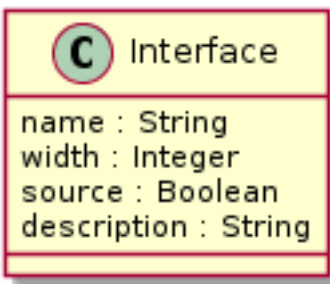 C Interface
name : String
width : Integer
source : Boolean
description : String